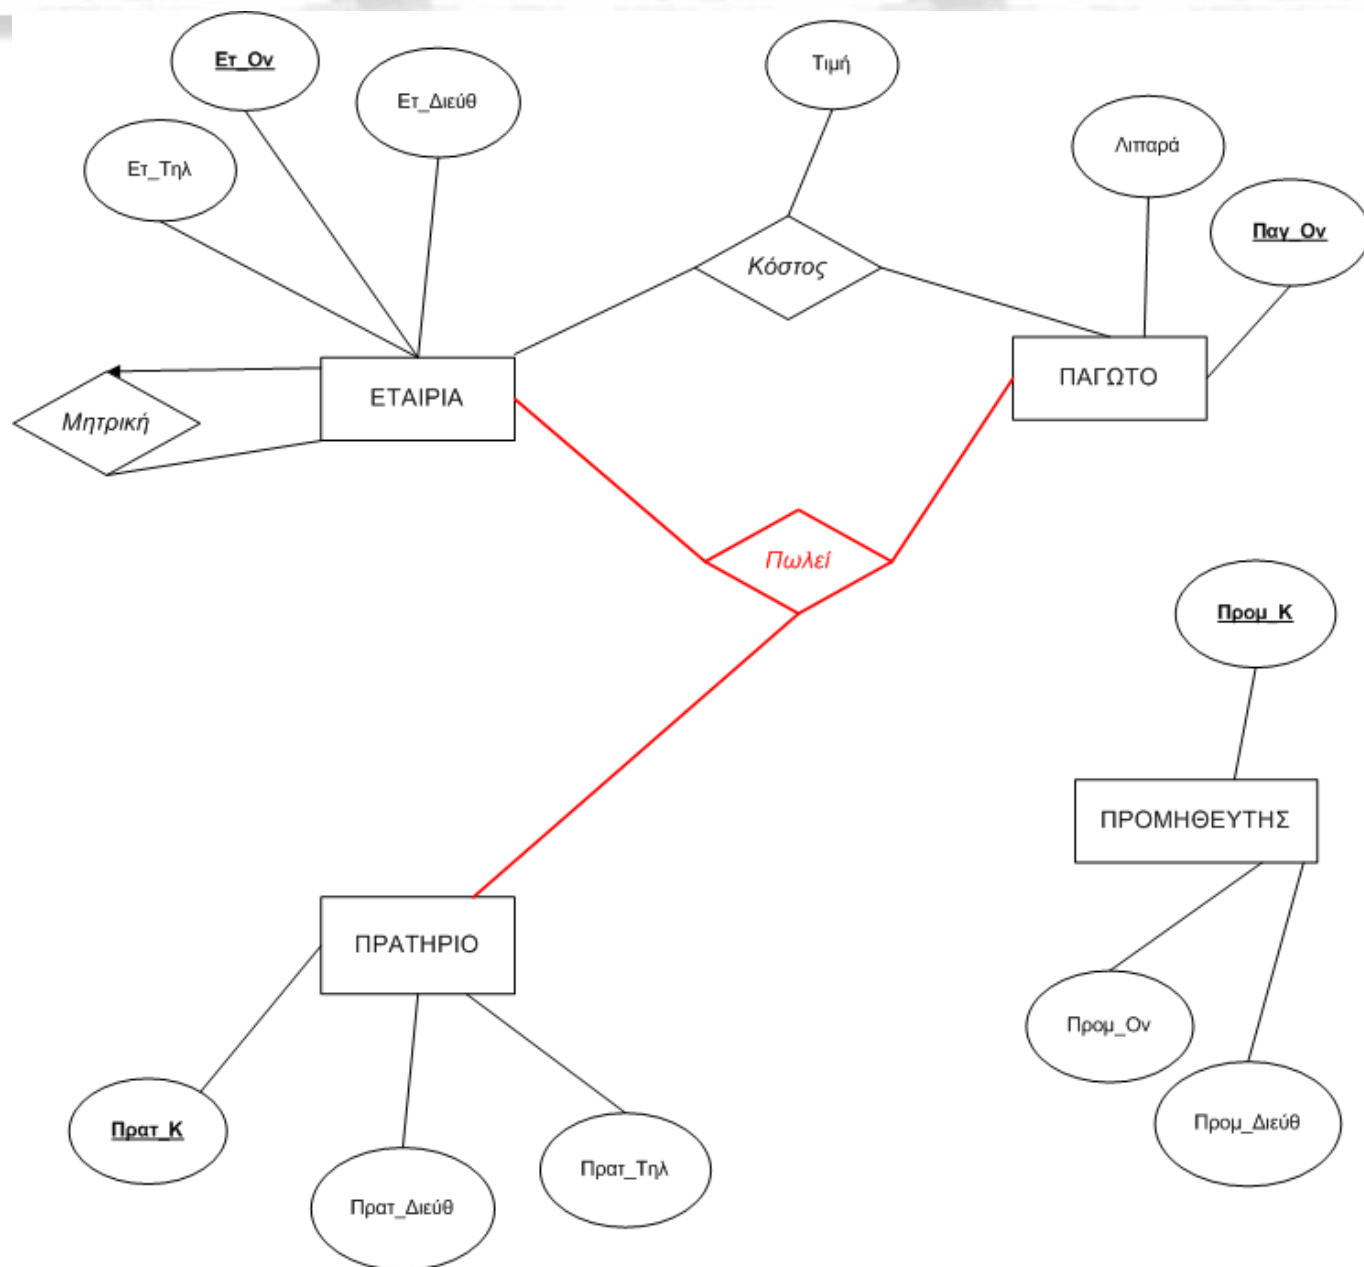 Ετ_Ον
Ετ_Διεύθ
Ετ_Τηλ
Τιμή
Λιπαρά
Παγ_Ον
Κόστος
ΕΤΑΙΡΙΑ
ΠΑΓΩΤΟ
Μητρική
Πωλεί
Προμ_Κ
ΠΡΟΜΗΘΕΥΤΗΣ
ΠΡΑΤΗΡΙΟ
Προμ_Ον
Πρατ_Κ
Πρατ_Διεύθ
Πρατ_Τηλ
Προμ_Διεύθ